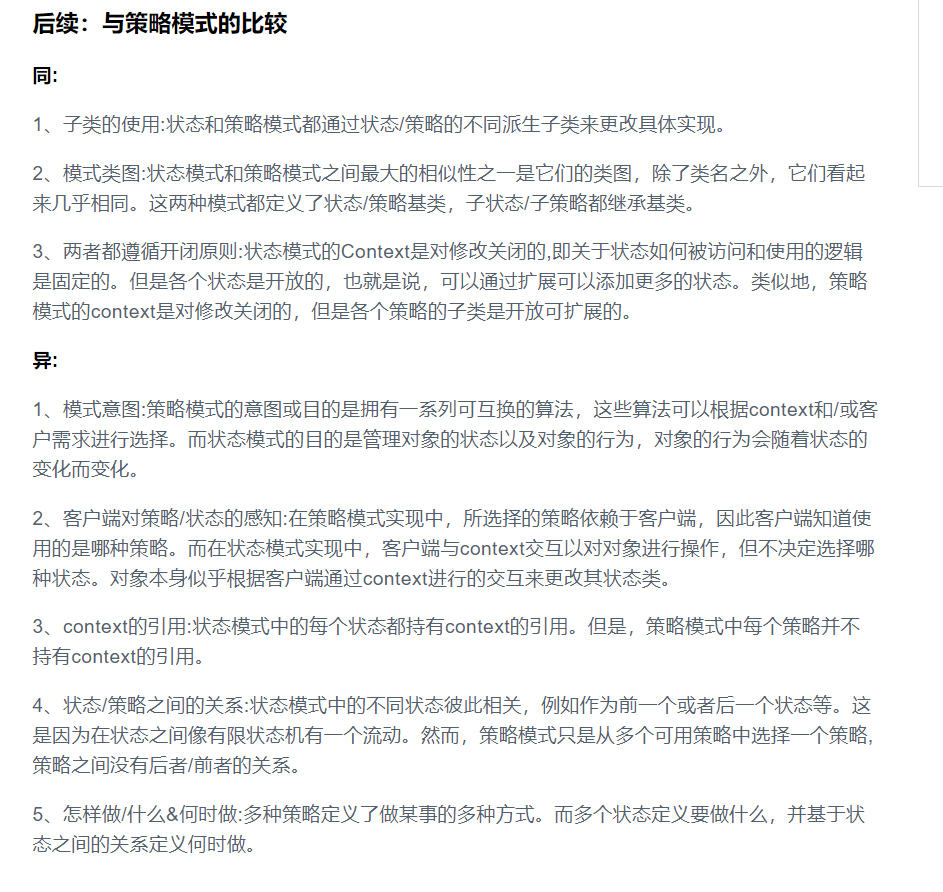 后续：与策略模式的比较
同:
1、子类的使用:状态和策略模式都通过状态/策略的不同派生子类来更改具体实现。
2、模式类图:状态模式和策略模式之间最大的相似性之一是它们的类图，除了类名之外，它们看起
来几乎相同。这两种模式都定义了状态/策略基类，子状态/子策略都继承基类。
3、两者都遵循开闭原则:状态模式的Context是对修改关闭的,即关于状态如何被访问和使用的逻辑
是固定的。但是各个状态是开放的，也就是说，可以通过扩展可以添加更多的状态。类似地，策略
模式的context是对修改关闭的，但是各个策略的子类是开放可扩展的。
异:
1、模式意图:策略模式的意图或目的是拥有一系列可互换的算法，这些算法可以根据context和/或客
户需求进行选择。而状态模式的目的是管理对象的状态以及对象的行为，对象的行为会随着状态的
变化而变化。
2、客户端对策略/状态的感知:在策略模式实现中，所选择的策略依赖于客户端，因此客户端知道使
用的是哪种策略。而在状态模式实现中，客户端与context交互以对对象进行操作，但不决定选择哪
种状态。对象本身似乎根据客户端通过context进行的交互来更改其状态类。
3、context的引用:状态模式中的每个状态都持有context的引用。但是，策略模式中每个策略并不
持有context的引用。
4、状态/策略之间的关系:状态模式中的不同状态彼此相关，例如作为前一个或者后一个状态等。这
是因为在状态之间像有限状态机有一个流动。然而，策略模式只是从多个可用策略中选择一个策略,
策略之间没有后者/前者的关系。
5、怎样做/什么&何时做:多种策略定义了做某事的多种方式。而多个状态定义要做什么，并基于状
态之间的关系定义何时做。